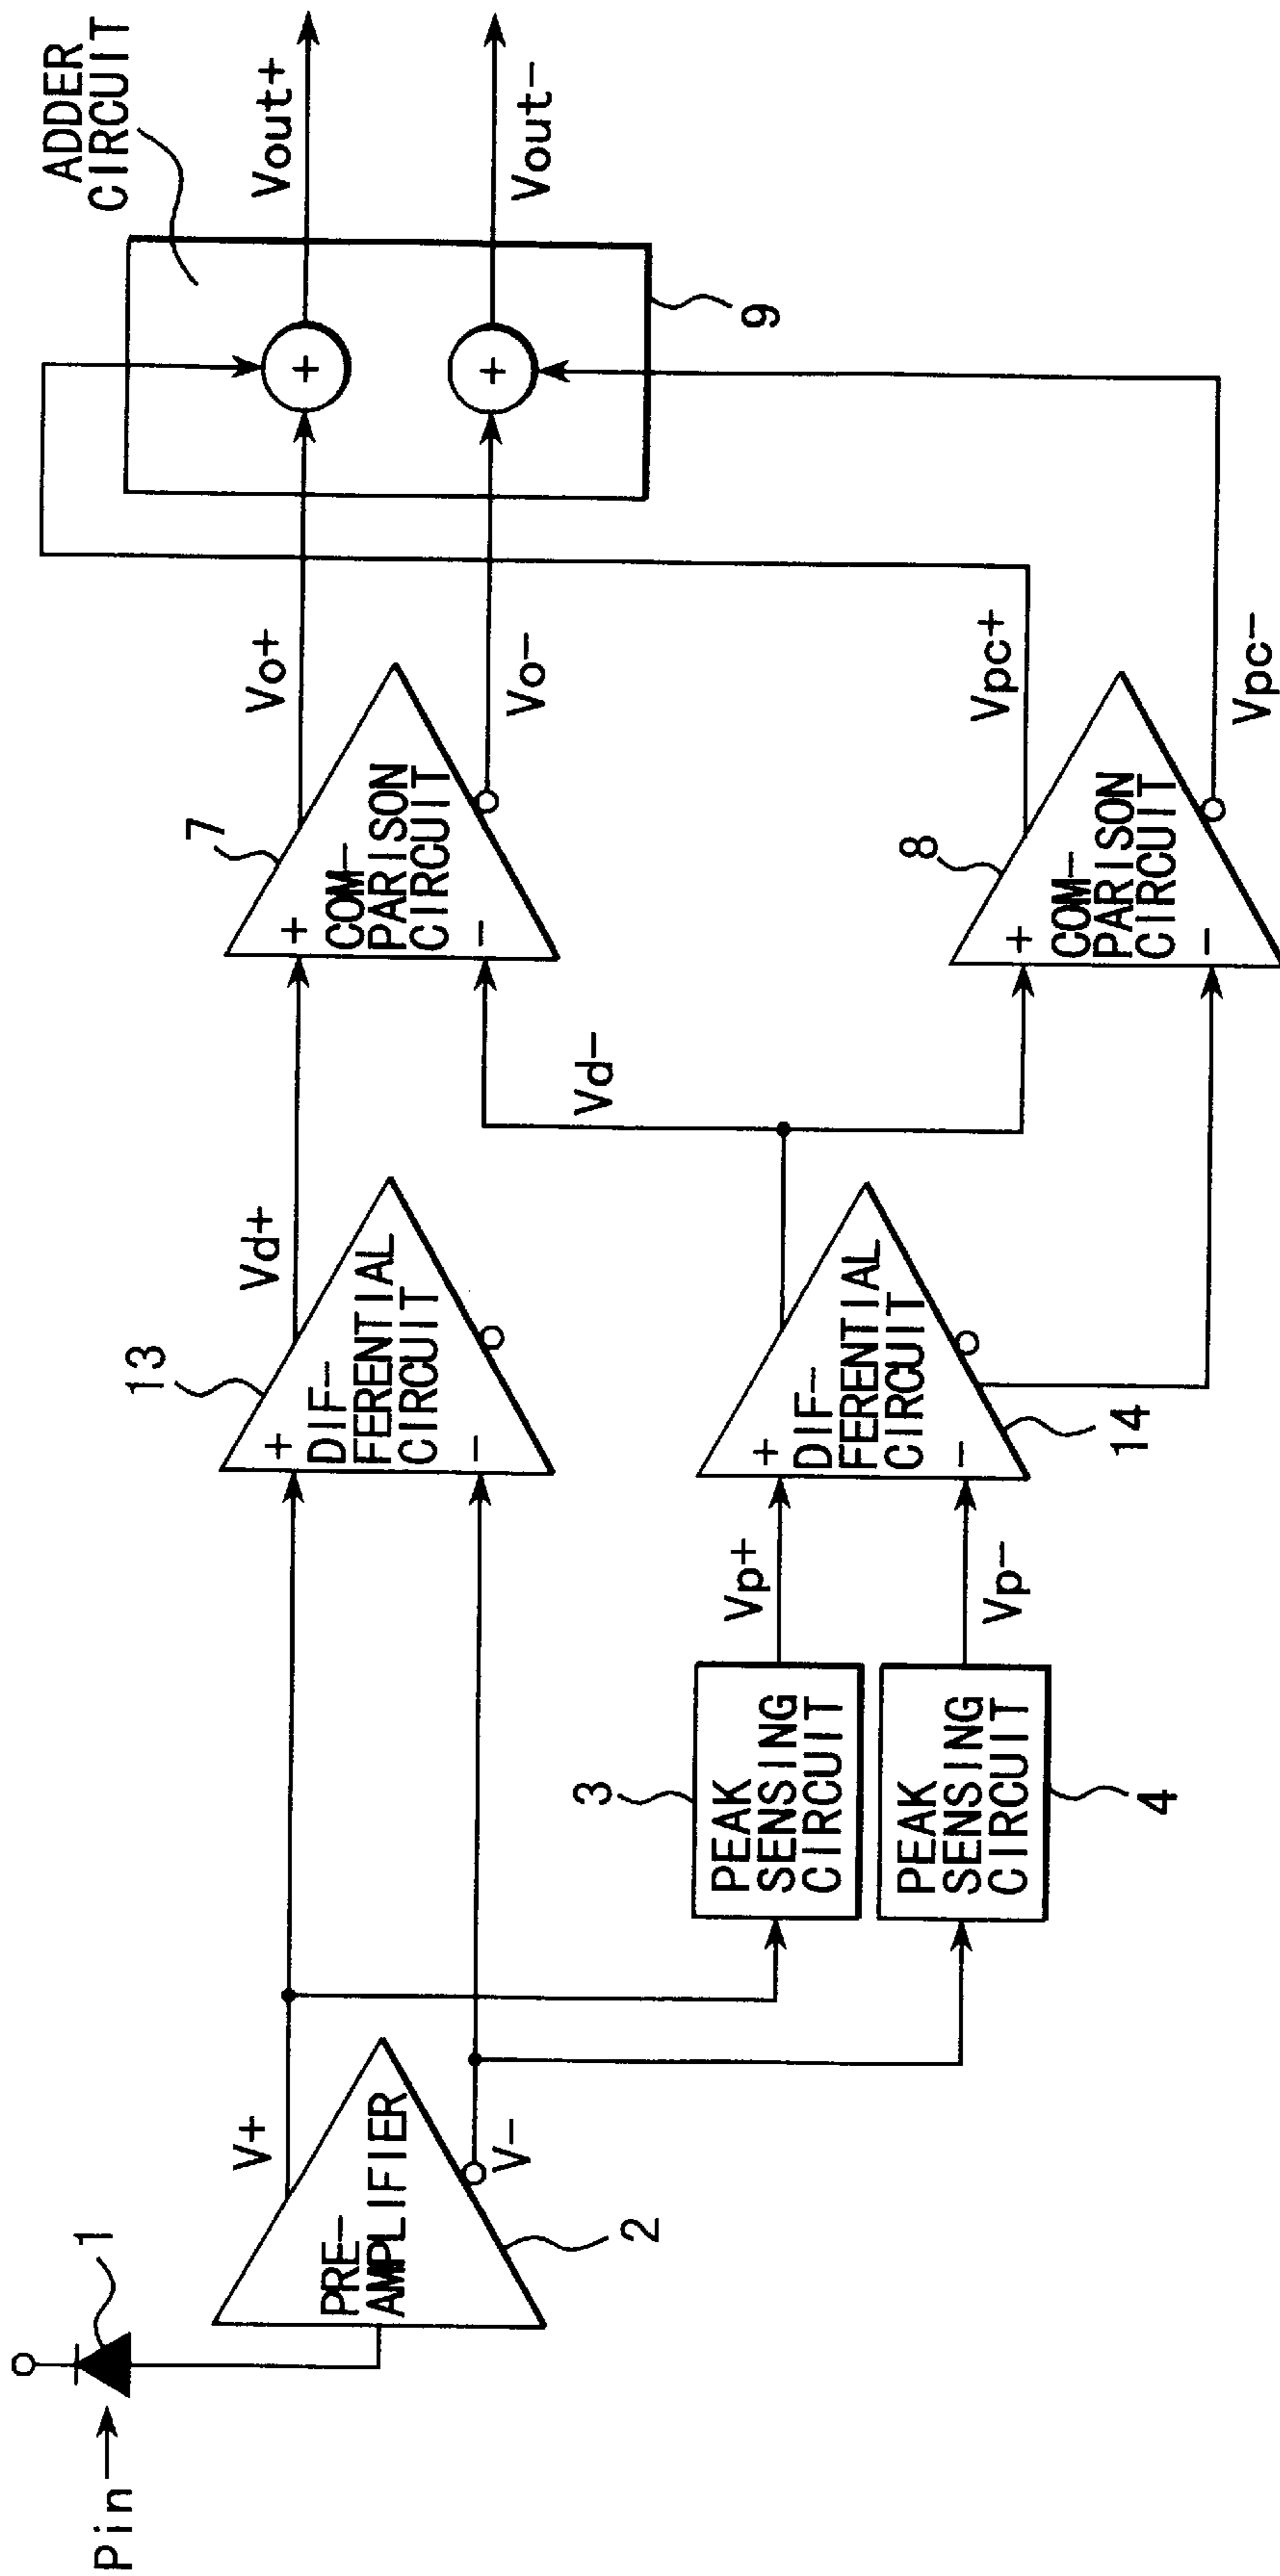 Pin
1
PRE-
AMPLIFIER
2
V+
V-
3
PEAK
SENSING
CIRCUIT
PEAK
SENSING
CIRCUIT
4
Vp+
Vp-
13
+
DIF-
FERENTIAL
CIRCUIT
-
+
DIF-
FERENTIAL
CIRCUIT
-
14
Vd+
Vd-
7
+
COM-
PARISON
CIRCUIT
-
8
+
COM-
PARISON
CIRCUIT
-
Vo+
Vo-
Vpc+
Vpc-
ADDER
CIRCUIT
+
+
9
Vout+
Vout-